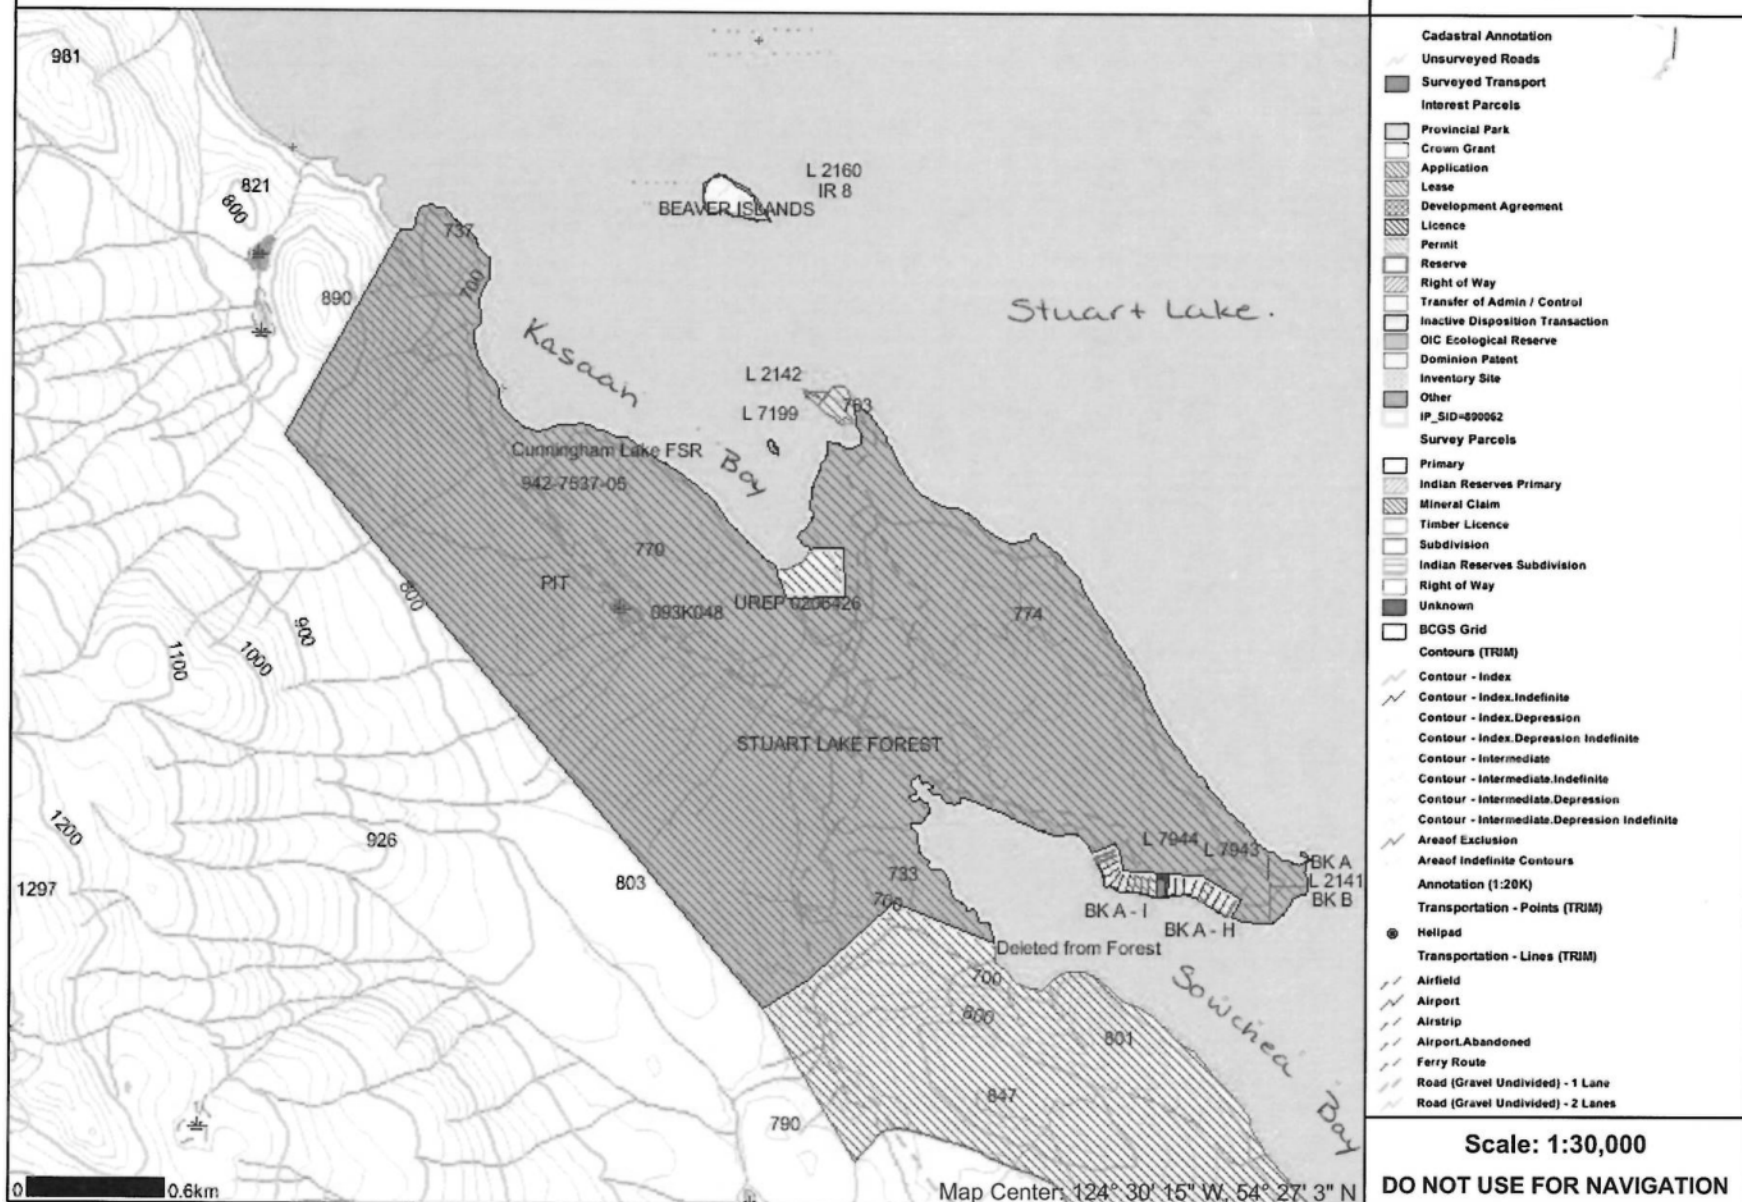 981
821
800
L 2160
IR 8
BEAVER ISLANDS
737
700
890
Stuart Lake.
Kasaan
Bay
L 2142
793
L 7199
Cunningham Lake FSR
942-7537-05
770
PIT
093K048
UREP 0206426
774
800
900
1000
1100
STUART LAKE FOREST
1200
926
1297
803
733
700
L 7944
L 7943
BK A
L 2141
BK B
BK A - I
BK A - H
Deleted from Forest
700
800
801
847
790
Sowchea Bay
0
0.6km
Map Center: 124° 30' 15" W, 54° 27' 3" N
Cadastral Annotation
Unsurveyed Roads
Surveyed Transport
Interest Parcels
Provincial Park
Crown Grant
Application
Lease
Development Agreement
Licence
Permit
Reserve
Right of Way
Transfer of Admin / Control
Inactive Disposition Transaction
OIC Ecological Reserve
Dominion Patent
Inventory Site
Other
IP_SID=890062
Survey Parcels
Primary
Indian Reserves Primary
Mineral Claim
Timber Licence
Subdivision
Indian Reserves Subdivision
Right of Way
Unknown
BCGS Grid
Contours (TRIM)
Contour - Index
Contour - Index.Indefinite
Contour - Index.Depression
Contour - Index.Depression Indefinite
Contour - Intermediate
Contour - Intermediate.Indefinite
Contour - Intermediate.Depression
Contour - Intermediate.Depression Indefinite
Areaof Exclusion
Areaof Indefinite Contours
Annotation (1:20K)
Transportation - Points (TRIM)
Helipad
Transportation - Lines (TRIM)
Airfield
Airport
Airstrip
Airport.Abandoned
Ferry Route
Road (Gravel Undivided) - 1 Lane
Road (Gravel Undivided) - 2 Lanes
Scale: 1:30,000
DO NOT USE FOR NAVIGATION